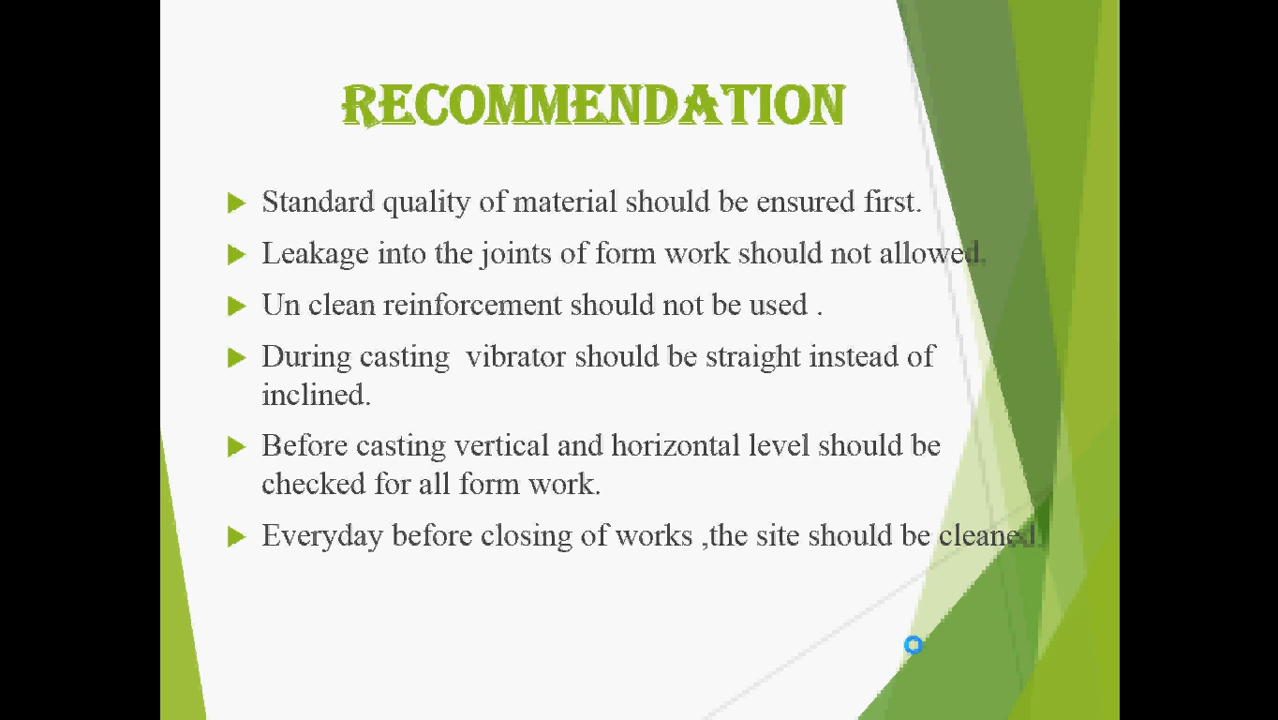 RECOMMENDATION
Standard quality of material should be ensured first.
Leakage into the joints of form work should not allowed.
Un clean reinforcement should not be used .
During casting  vibrator should be straight instead of
inclined.
Before casting vertical and horizontal level should be
checked for all form work.
Everyday before closing of works ,the site should be cleaned.